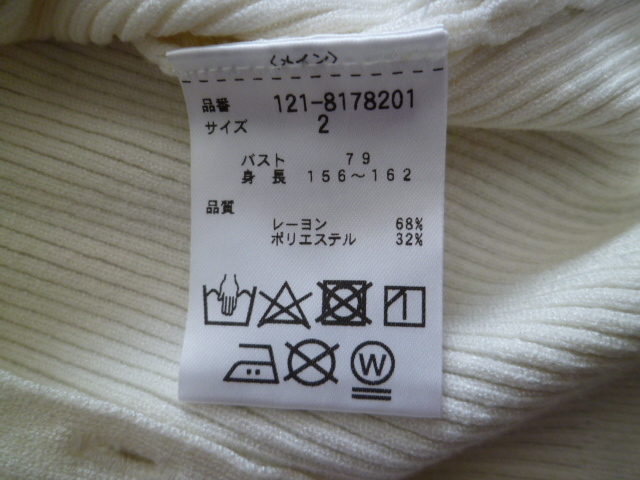 〈メイン〉
品番 121-8178201
サイズ 2
バスト 79
身長 156～162
品質
レーヨン 68%
ポリエステル 32%
W